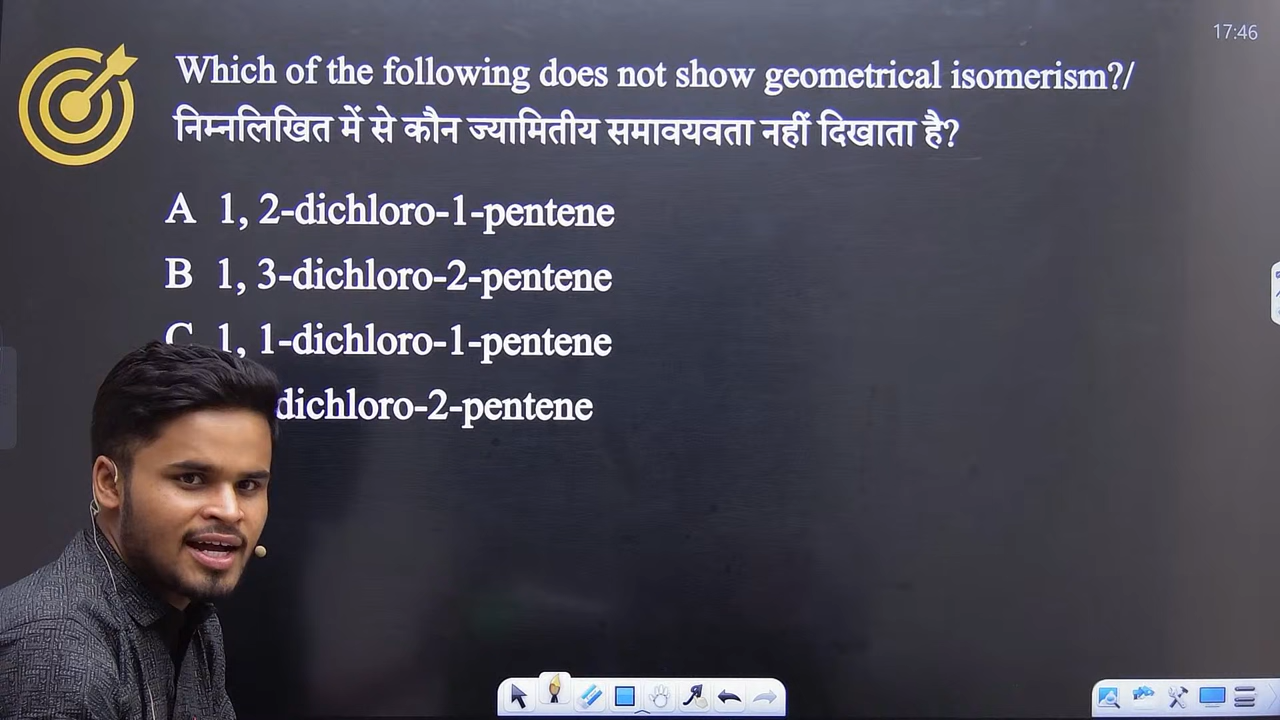 17:46
Which of the following does not show geometrical isomerism?/
निम्नलिखित में से कौन ज्यामितीय समावयवता नहीं दिखाता है?
A 1, 2-dichloro-1-pentene
B 1, 3-dichloro-2-pentene
C 1, 1-dichloro-1-pentene
dichloro-2-pentene